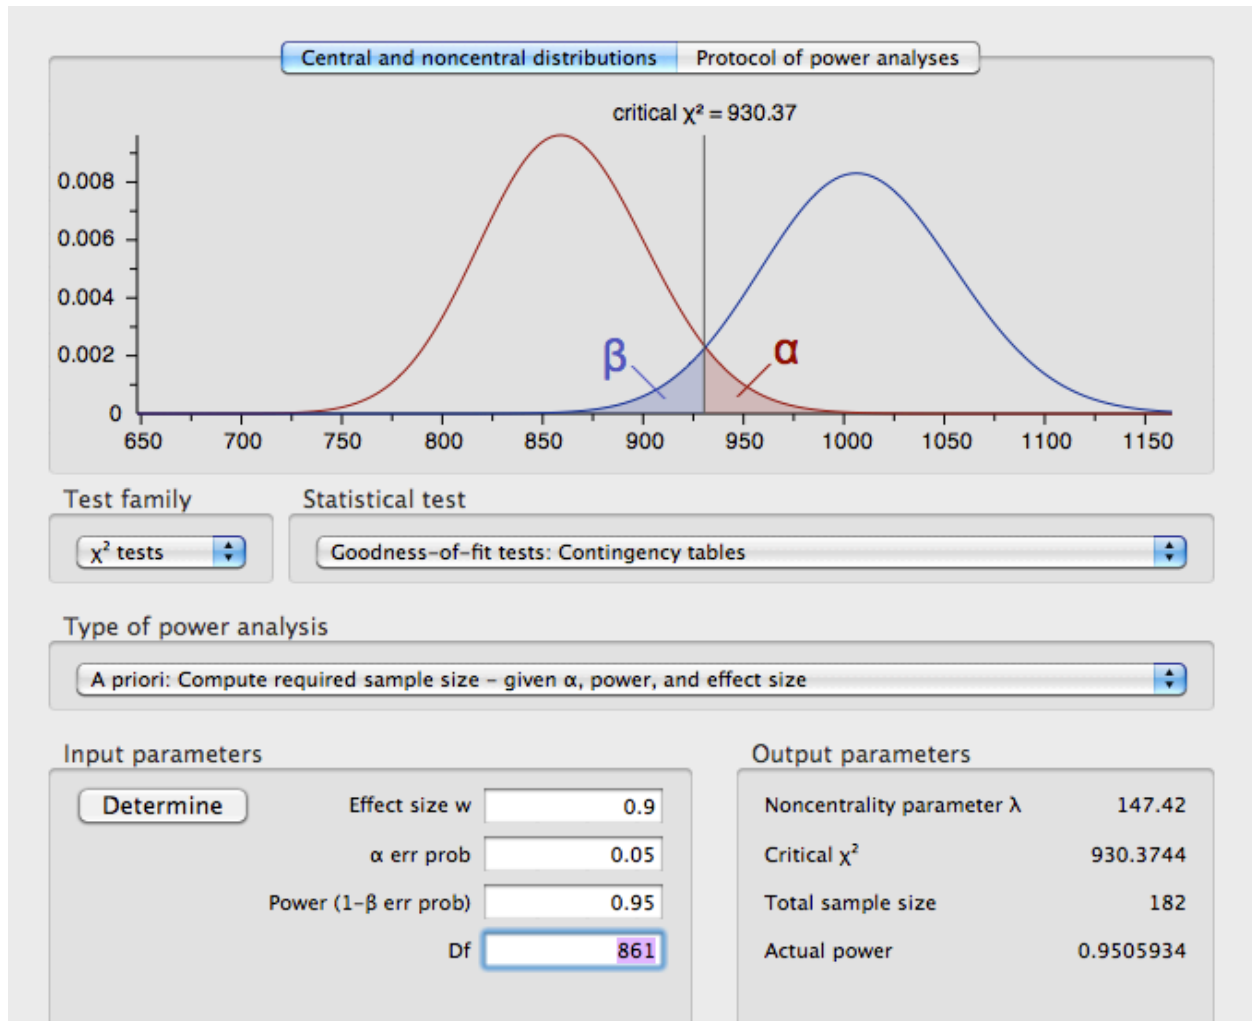 Central and noncentral distributions Protocol of power analyses
critical χ² = 930.37
0.008
0.006
0.004
0.002
0
β
α
650 700 750 800 850 900 950 1000 1050 1100 1150
Test family Statistical test
χ² tests Goodness-of-fit tests: Contingency tables
Type of power analysis
A priori: Compute required sample size – given α, power, and effect size
Input parameters
Determine Effect size w 0.9
α err prob 0.05
Power (1-β err prob) 0.95
Df 861
Output parameters
Noncentrality parameter λ 147.42
Critical χ² 930.3744
Total sample size 182
Actual power 0.9505934